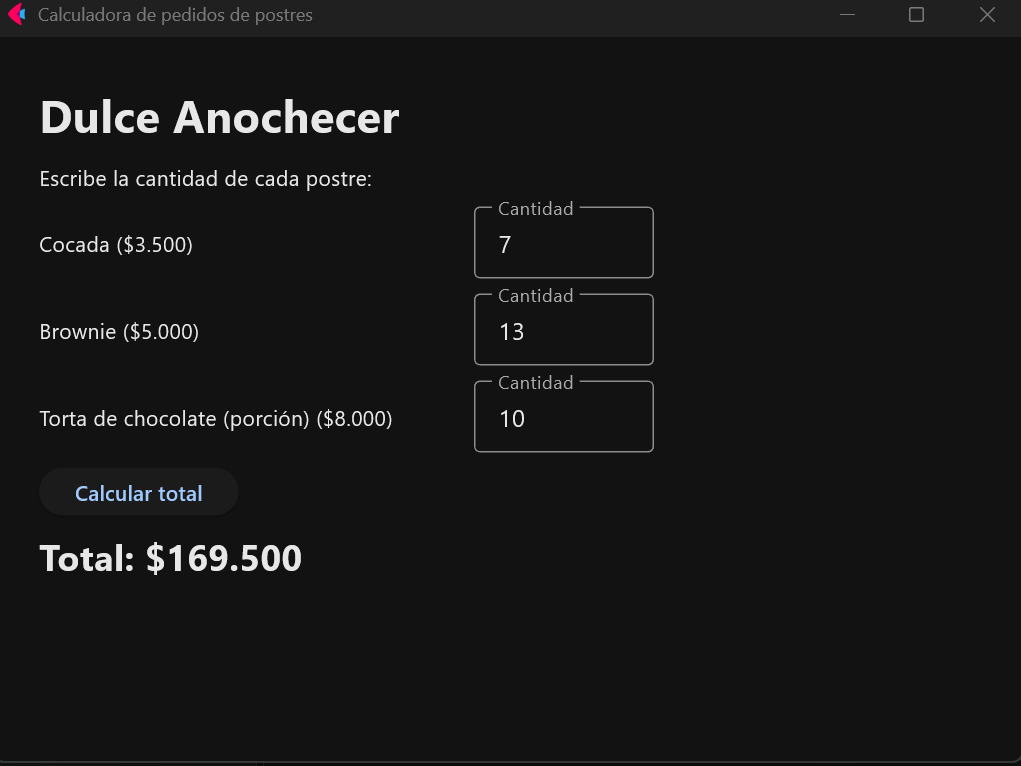 Calculadora de pedidos de postres
Dulce Anochecer
Escribe la cantidad de cada postre:
Cantidad
Cocada ($3.500)
7
Cantidad
Brownie ($5.000)
13
Cantidad
Torta de chocolate (porción) ($8.000)
10
Calcular total
Total: $169.500